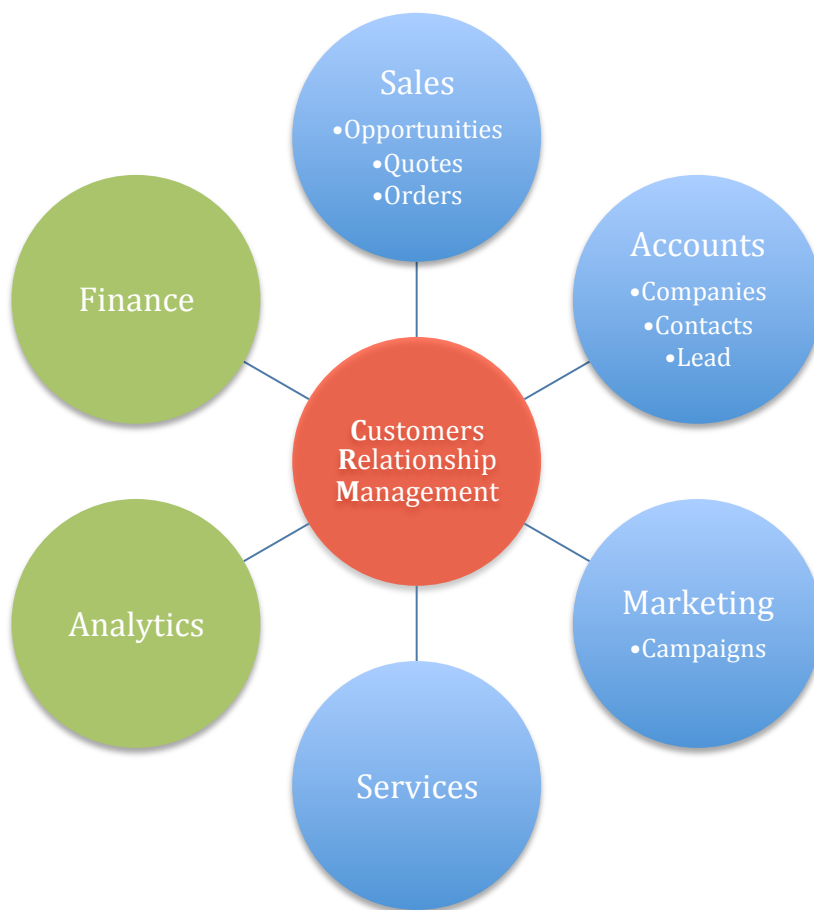 Sales
•Opportunities
•Quotes
•Orders
Accounts
•Companies
•Contacts
•Lead
Finance
Customers
Relationship
Management
Analytics
Marketing
•Campaigns
Services